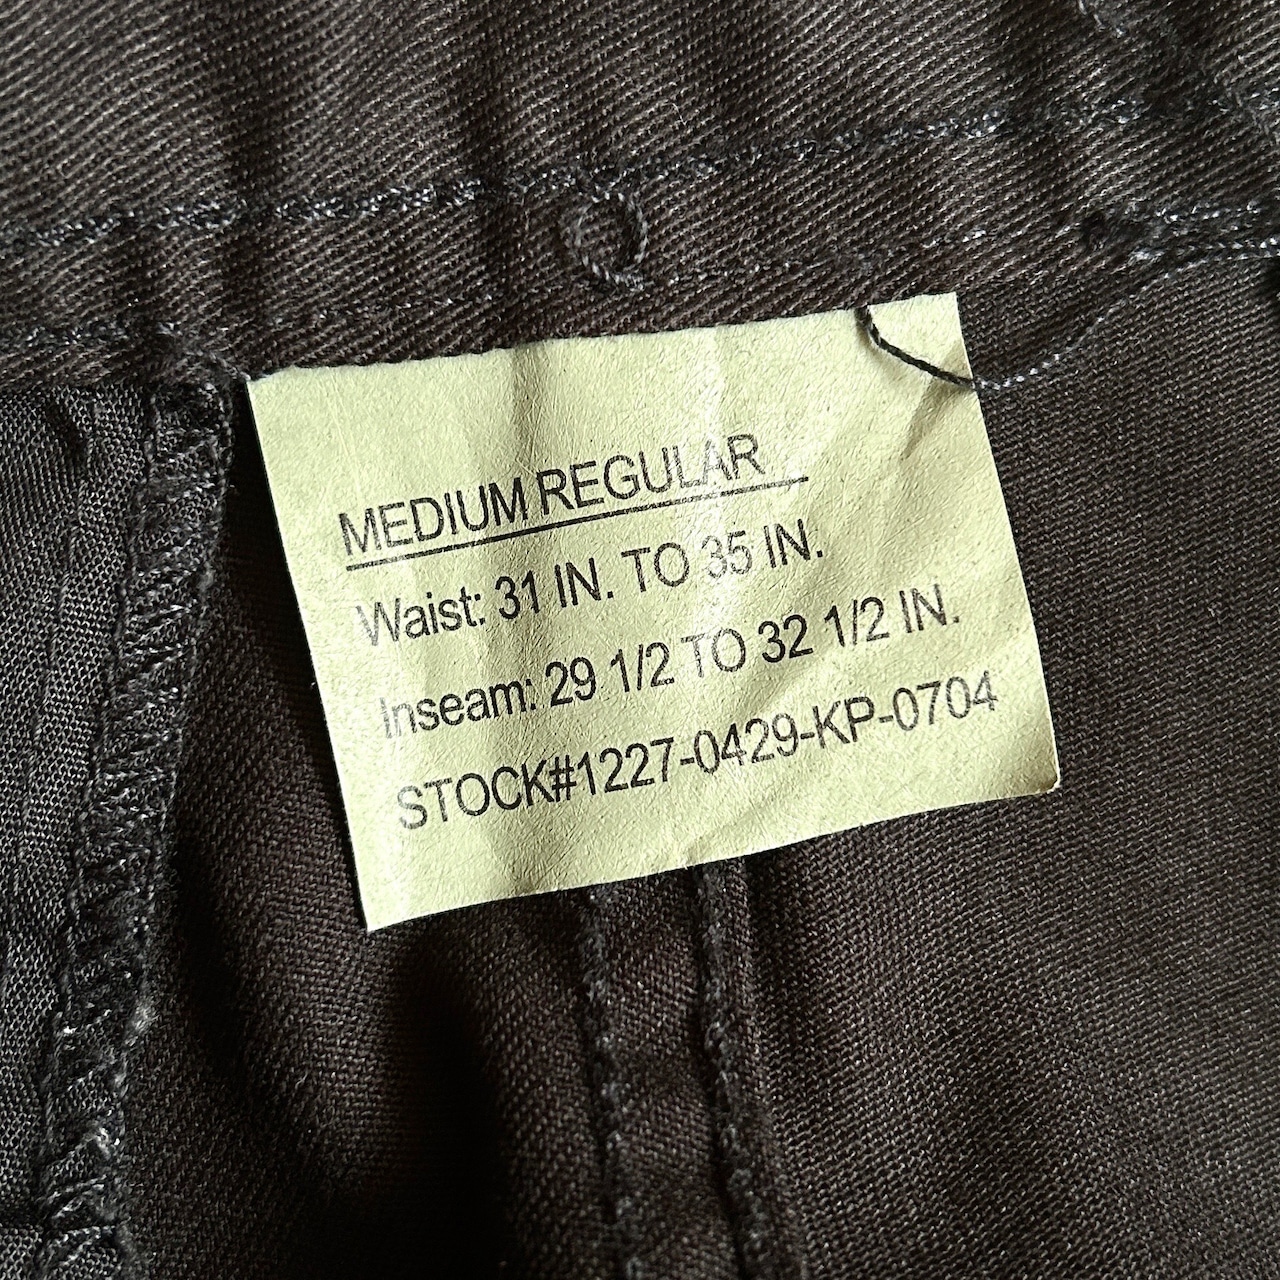 MEDIUM REGULAR
Waist: 31 IN. TO 35 IN.
Inseam: 29 1/2 TO 32 1/2 IN.
STOCK#1227-0429-KP-0704